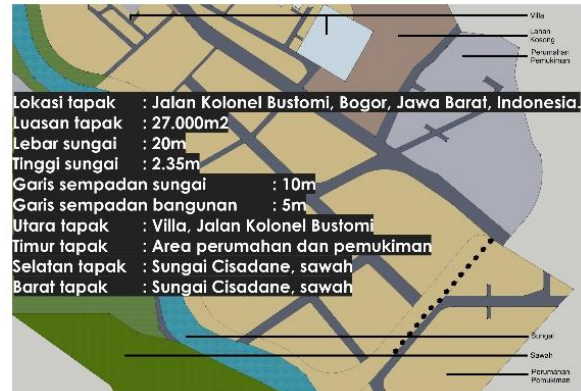 Villa
Lahan
Kosong
Perumahan
Pemukiman
Lokasi tapak : Jalan Kolonel Bustomi, Bogor, Jawa Barat, Indonesia.
Luasan tapak : 27.000m2
Lebar sungai : 20m
Tinggi sungai : 2.35m
Garis sempadan sungai : 10m
Garis sempadan bangunan : 5m
Utara tapak : Villa, Jalan Kolonel Bustomi
Timur tapak : Area perumahan dan pemukiman
Selatan tapak : Sungai Cisadane, sawah
Barat tapak : Sungai Cisadane, sawah
Sungai
Sawah
Perumahan
Pemukiman